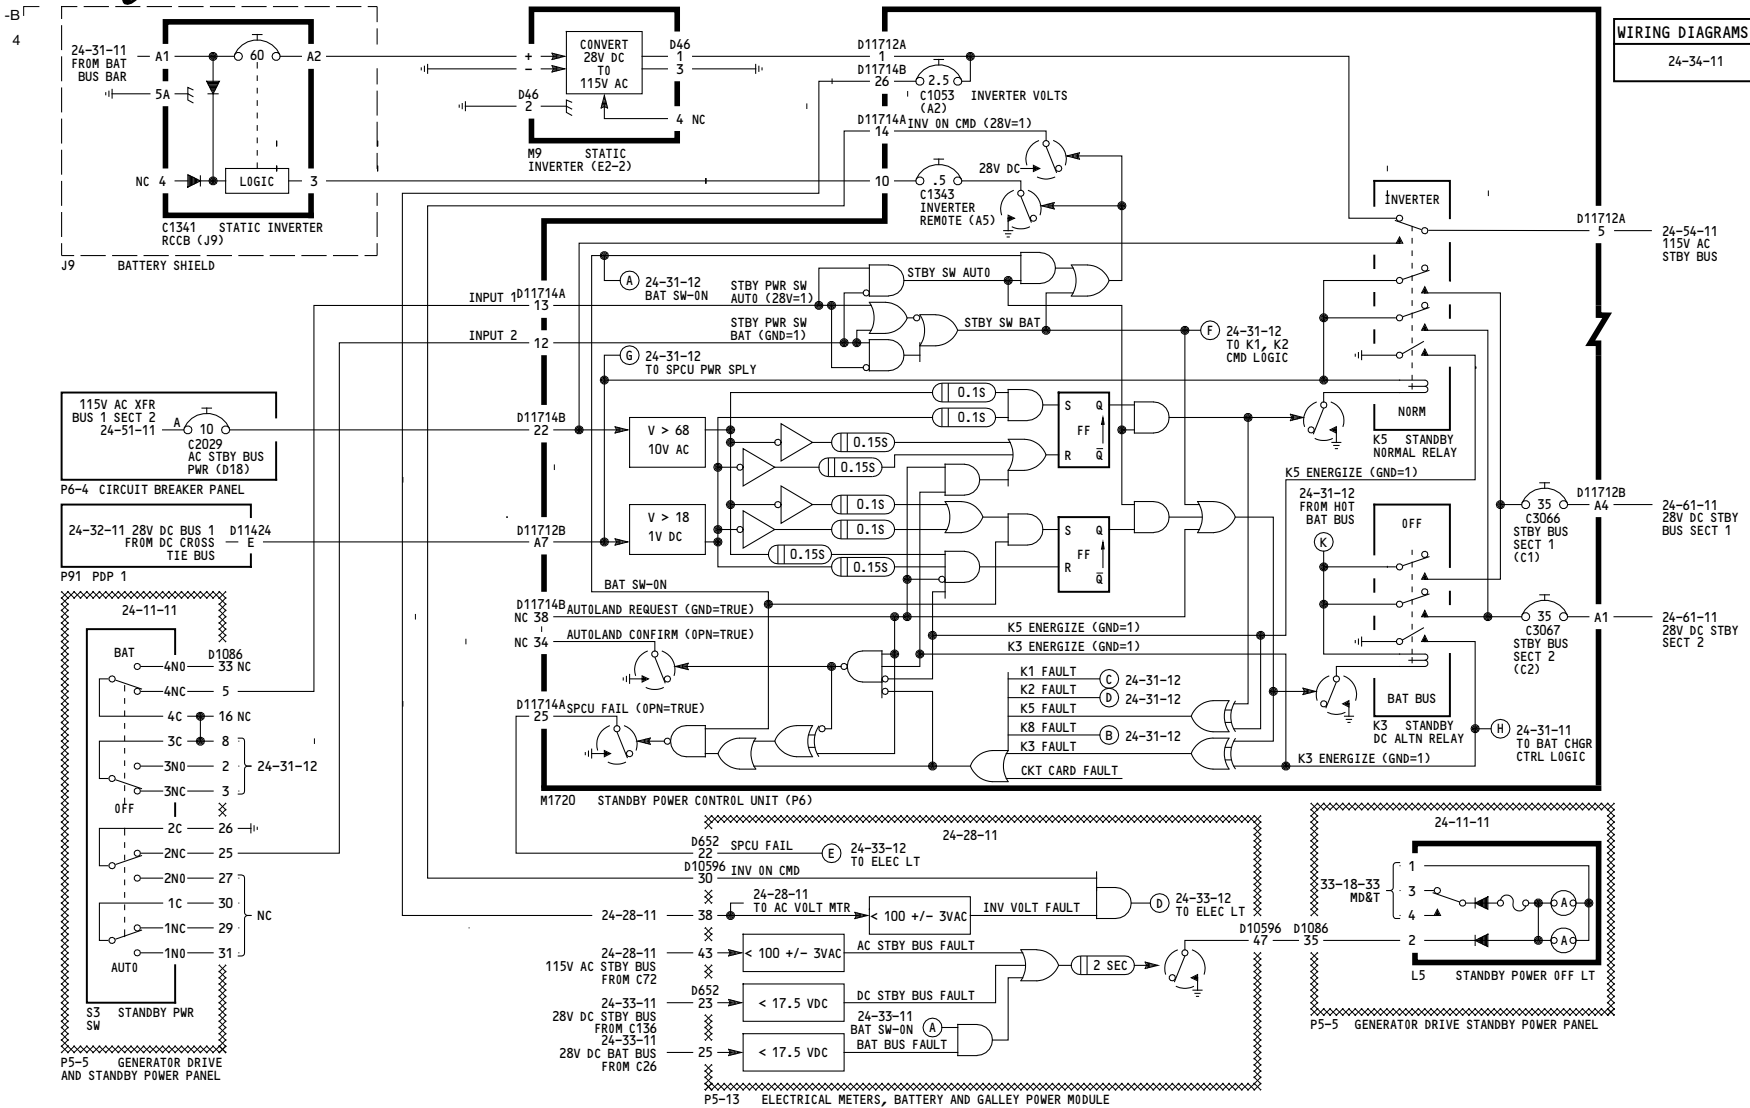 -B
4
WIRING DIAGRAMS
24-34-11
24-31-11
FROM BAT
BUS BAR
A1
60
A2
5A
NC 4
LOGIC
3
C1341 STATIC INVERTER
RCCB (J9)
J9 BATTERY SHIELD
+
-
CONVERT
28V DC
TO
115V AC
D46
1
3
D46
2
4 NC
M9 STATIC
INVERTER (E2-2)
D11712A
1
D11714B
26
2.5
C1053
(A2)
INVERTER VOLTS
D11714A
14
INV ON CMD (28V=1)
28V DC
10
.5
C1343
INVERTER
REMOTE (A5)
INVERTER
NORM
K5 STANDBY
NORMAL RELAY
D11712A
5
24-54-11
115V AC
STBY BUS
A
24-31-12
BAT SW-ON
STBY PWR SW
AUTO (28V=1)
STBY SW AUTO
INPUT 1
D11714A
13
STBY PWR SW
BAT (GND=1)
STBY SW BAT
INPUT 2
12
F
24-31-12
TO K1, K2
CMD LOGIC
G
24-31-12
TO SPCU PWR SPLY
115V AC XFR
BUS 1 SECT 2
24-51-11
A
10
C2029
AC STBY BUS
PWR (D18)
P6-4 CIRCUIT BREAKER PANEL
D11714B
22
V > 68
10V AC
0.1S
0.1S
0.15S
0.15S
S Q
FF
R Q
K5 ENERGIZE (GND=1)
24-32-11 28V DC BUS 1
FROM DC CROSS
TIE BUS
D11424
E
P91 PDP 1
D11712B
A7
V > 18
1V DC
0.1S
0.1S
0.15S
0.15S
S Q
FF
R Q
24-31-12
FROM HOT
BAT BUS
K
OFF
BAT BUS
K3 STANDBY
DC ALTN RELAY
35
C3066
STBY BUS
SECT 1
(C1)
D11712B
A4
24-61-11
28V DC STBY
BUS SECT 1
35
C3067
STBY BUS
SECT 2
(C2)
A1
24-61-11
28V DC STBY
SECT 2
BAT SW-ON
D11714B
NC 38
AUTOLAND REQUEST (GND=TRUE)
NC 34
AUTOLAND CONFIRM (OPN=TRUE)
K5 ENERGIZE (GND=1)
K3 ENERGIZE (GND=1)
D11714A
25
SPCU FAIL (OPN=TRUE)
K1 FAULT
C
24-31-12
K2 FAULT
D
24-31-12
K5 FAULT
K8 FAULT
B
24-31-12
K3 FAULT
CKT CARD FAULT
K3 ENERGIZE (GND=1)
H
24-31-11
TO BAT CHGR
CTRL LOGIC
M1720 STANDBY POWER CONTROL UNIT (P6)
24-11-11
BAT
D1086
4NO 33 NC
4NC 5
4C 16 NC
3C 8
3NO 2
24-31-12
3NC 3
OFF
2C 26
2NC 25
2NO 27
1C 30
NC
1NC 29
1NO 31
AUTO
S3 STANDBY PWR
SW
P5-5 GENERATOR DRIVE
AND STANDBY POWER PANEL
24-28-11
D652
22
SPCU FAIL
E
24-33-12
TO ELEC LT
D10596
30
INV ON CMD
24-28-11
TO AC VOLT MTR
24-28-11
38
< 100 +/- 3VAC
INV VOLT FAULT
D
24-33-12
TO ELEC LT
24-28-11
115V AC STBY BUS
FROM C72
43
< 100 +/- 3VAC
AC STBY BUS FAULT
2 SEC
D10596
47
D1086
35
24-33-11
28V DC STBY BUS
FROM C136
D652
23
< 17.5 VDC
DC STBY BUS FAULT
24-33-11
BAT SW-ON
A
24-33-11
28V DC BAT BUS
FROM C26
25
< 17.5 VDC
BAT BUS FAULT
P5-13 ELECTRICAL METERS, BATTERY AND GALLEY POWER MODULE
24-11-11
1
33-18-33
MD&T
3
4
2
A
A
L5 STANDBY POWER OFF LT
P5-5 GENERATOR DRIVE STANDBY POWER PANEL